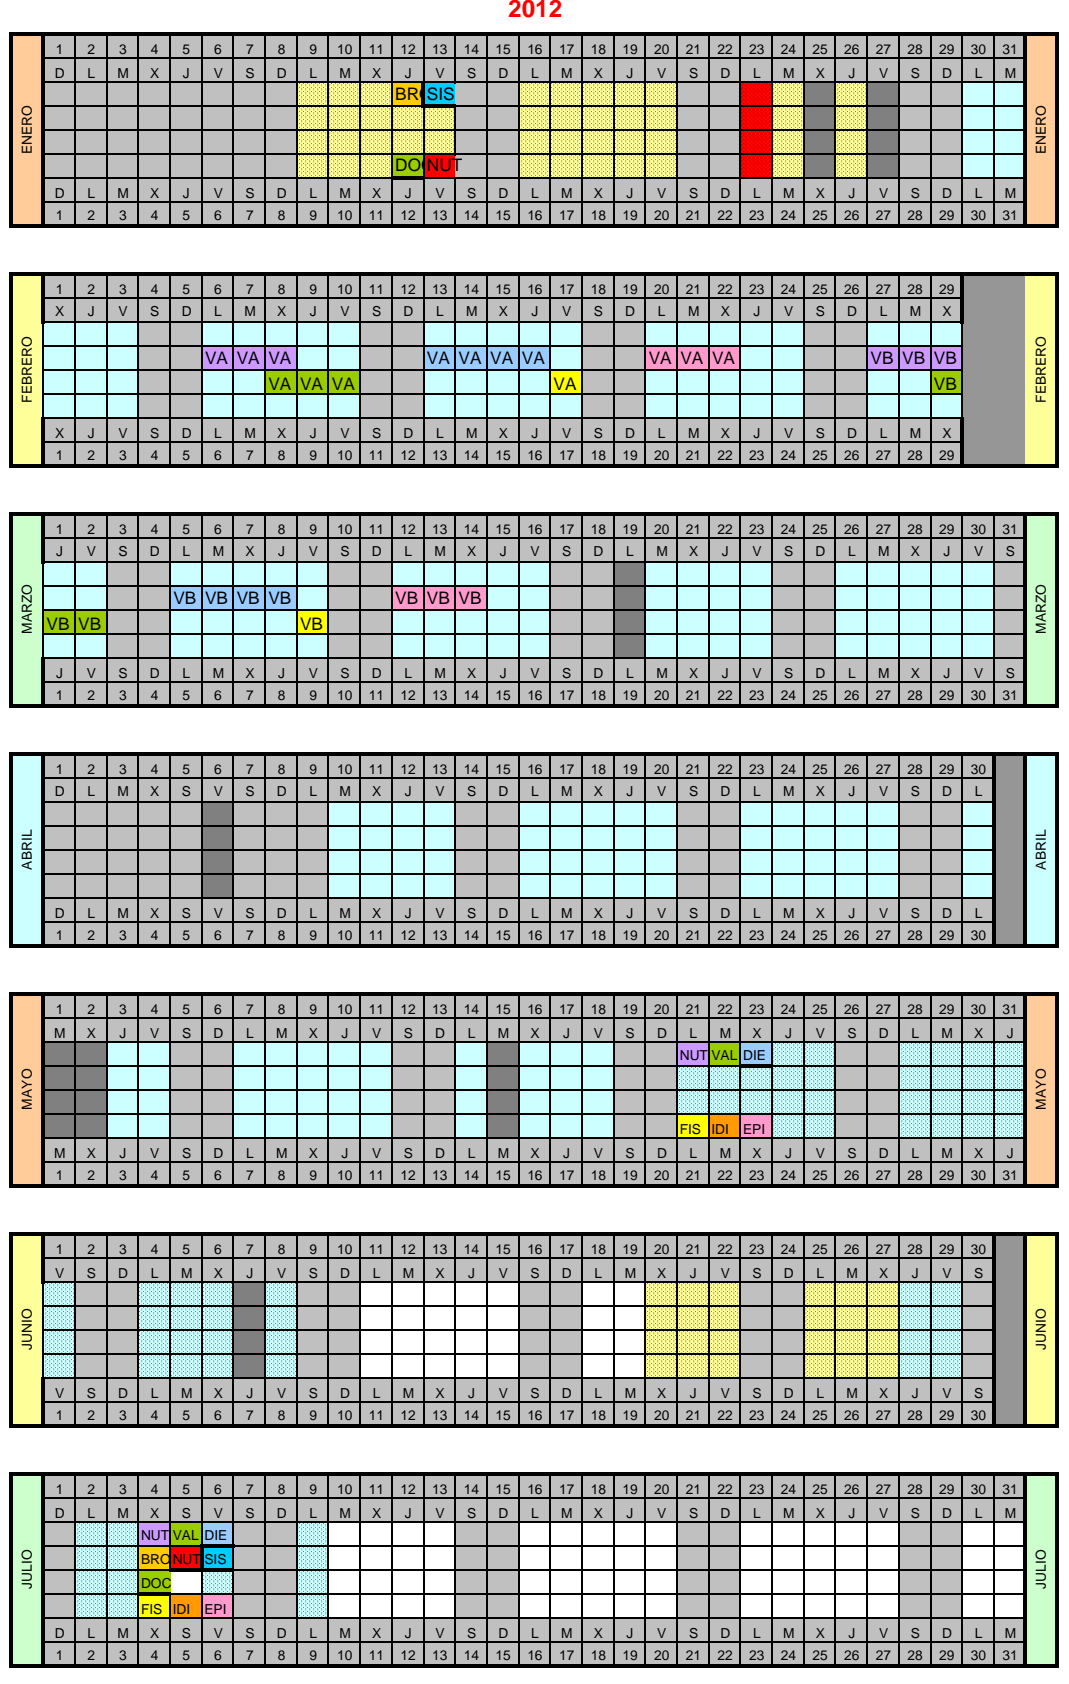 2012
1 2 3 4 5 6 7 8 9 10 11 12 13 14 15 16 17 18 19 20 21 22 23 24 25 26 27 28 29 30 31
D L M X J V S D L M X J V S D L M X J V S D L M X J V S D L M
ENERO BRO SIS ENERO
DOC NUT
D L M X J V S D L M X J V S D L M X J V S D L M X J V S D L M
1 2 3 4 5 6 7 8 9 10 11 12 13 14 15 16 17 18 19 20 21 22 23 24 25 26 27 28 29 30 31
1 2 3 4 5 6 7 8 9 10 11 12 13 14 15 16 17 18 19 20 21 22 23 24 25 26 27 28 29
X J V S D L M X J V S D L M X J V S D L M X J V S D L M X
FEBRERO VA VA VA VA VA VA VA VA VA VA VB VB VB FEBRERO
VA VA VA VA VB
X J V S D L M X J V S D L M X J V S D L M X J V S D L M X
1 2 3 4 5 6 7 8 9 10 11 12 13 14 15 16 17 18 19 20 21 22 23 24 25 26 27 28 29
1 2 3 4 5 6 7 8 9 10 11 12 13 14 15 16 17 18 19 20 21 22 23 24 25 26 27 28 29 30 31
J V S D L M X J V S D L M X J V S D L M X J V S D L M X J V S
MARZO VB VB VB VB VB VB VB MARZO
VB VB VB
J V S D L M X J V S D L M X J V S D L M X J V S D L M X J V S
1 2 3 4 5 6 7 8 9 10 11 12 13 14 15 16 17 18 19 20 21 22 23 24 25 26 27 28 29 30 31
1 2 3 4 5 6 7 8 9 10 11 12 13 14 15 16 17 18 19 20 21 22 23 24 25 26 27 28 29 30
D L M X S V S D L M X J V S D L M X J V S D L M X J V S D L
ABRIL ABRIL
D L M X S V S D L M X J V S D L M X J V S D L M X J V S D L
1 2 3 4 5 6 7 8 9 10 11 12 13 14 15 16 17 18 19 20 21 22 23 24 25 26 27 28 29 30
1 2 3 4 5 6 7 8 9 10 11 12 13 14 15 16 17 18 19 20 21 22 23 24 25 26 27 28 29 30 31
M X J V S D L M X J V S D L M X J V S D L M X J V S D L M X J
MAYO NUT VAL DIE MAYO
FIS IDI EPI
M X J V S D L M X J V S D L M X J V S D L M X J V S D L M X J
1 2 3 4 5 6 7 8 9 10 11 12 13 14 15 16 17 18 19 20 21 22 23 24 25 26 27 28 29 30 31
1 2 3 4 5 6 7 8 9 10 11 12 13 14 15 16 17 18 19 20 21 22 23 24 25 26 27 28 29 30
V S D L M X J V S D L M X J V S D L M X J V S D L M X J V S
JUNIO JUNIO
V S D L M X J V S D L M X J V S D L M X J V S D L M X J V S
1 2 3 4 5 6 7 8 9 10 11 12 13 14 15 16 17 18 19 20 21 22 23 24 25 26 27 28 29 30
1 2 3 4 5 6 7 8 9 10 11 12 13 14 15 16 17 18 19 20 21 22 23 24 25 26 27 28 29 30 31
D L M X S V S D L M X J V S D L M X J V S D L M X J V S D L M
JULIO NUT VAL DIE JULIO
BRO NUT SIS
DOC
FIS IDI EPI
D L M X S V S D L M X J V S D L M X J V S D L M X J V S D L M
1 2 3 4 5 6 7 8 9 10 11 12 13 14 15 16 17 18 19 20 21 22 23 24 25 26 27 28 29 30 31